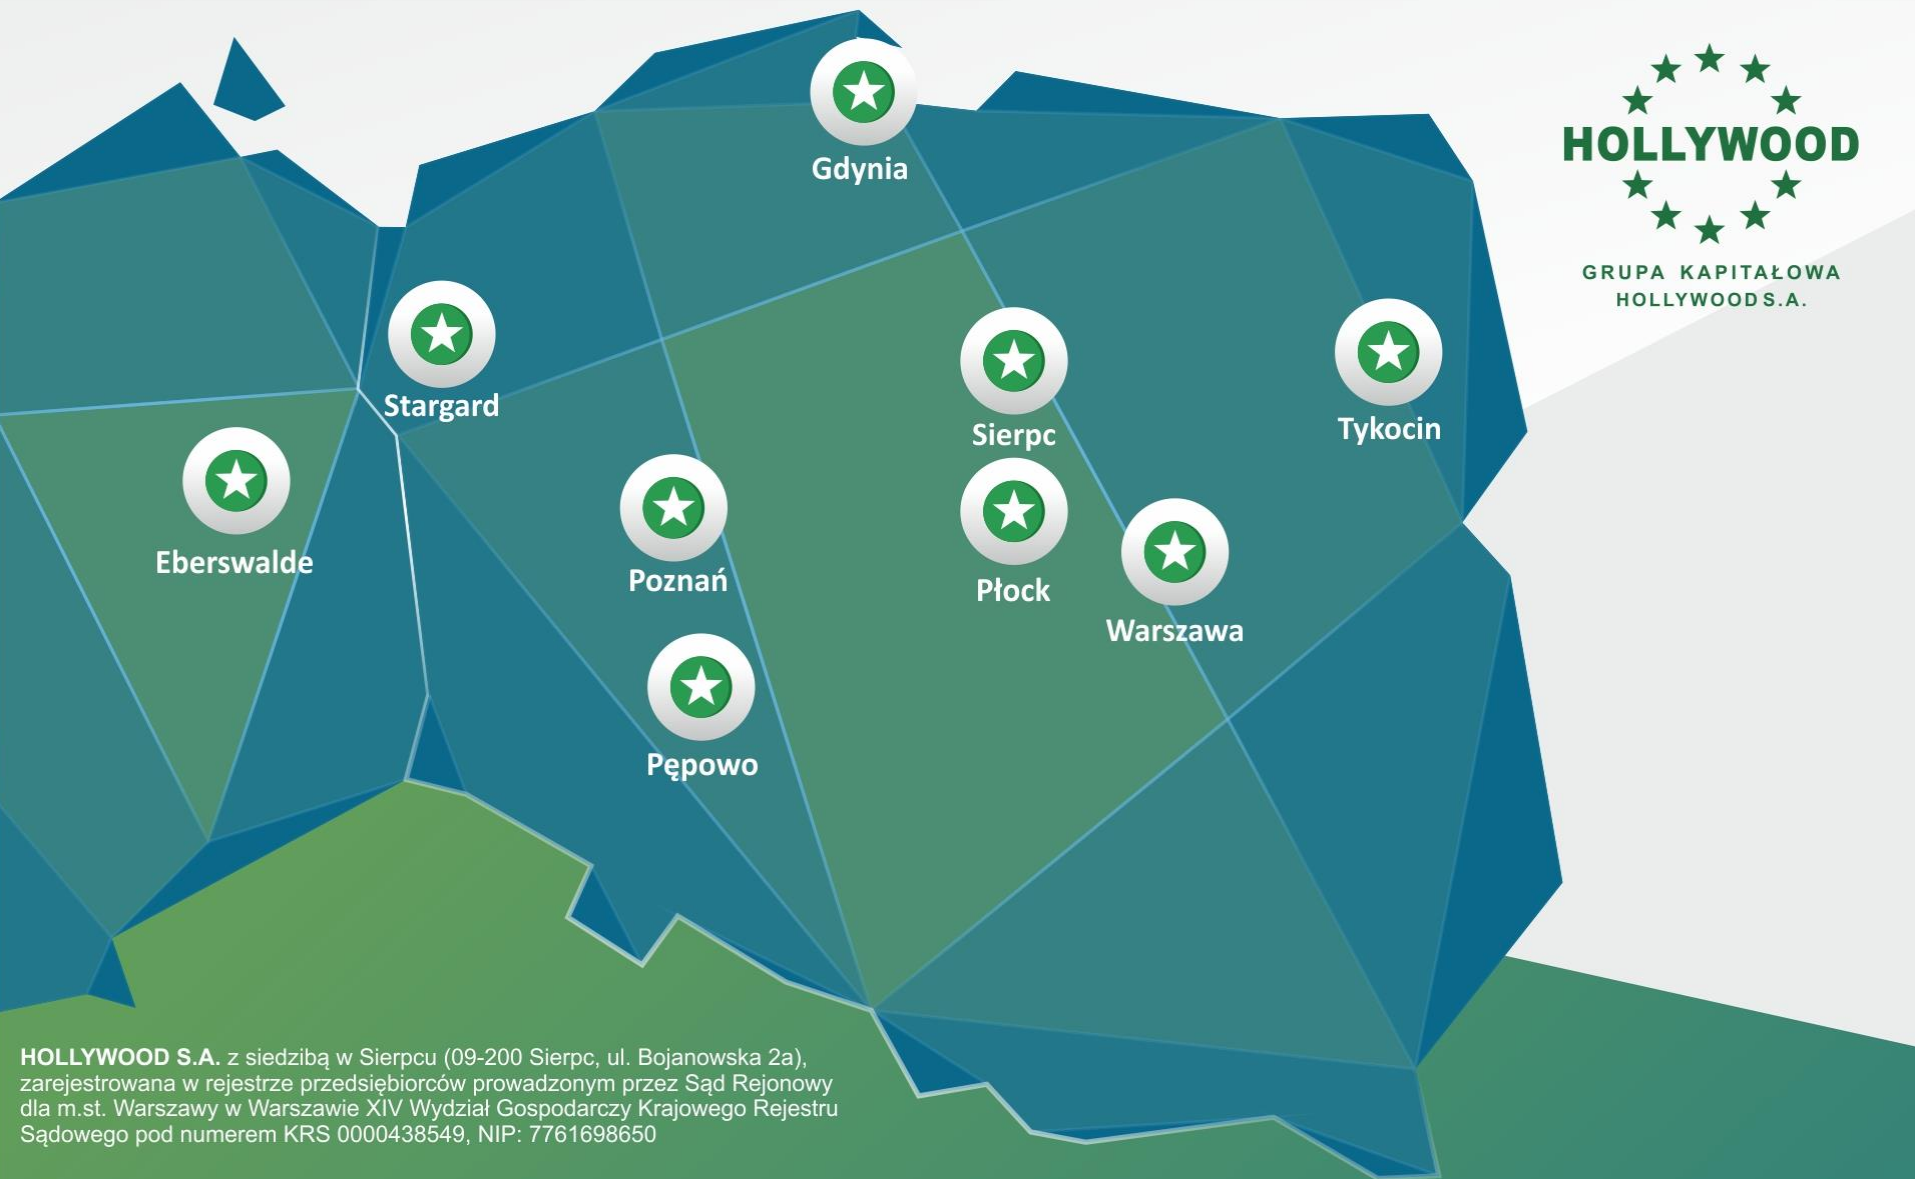 HOLLYWOOD
GRUPA KAPITAŁOWA
HOLLYWOOD S.A.
Gdynia
Stargard
Sierpc
Tykocin
Eberswalde
Poznań
Płock
Warszawa
Pępowo
HOLLYWOOD S.A. z siedzibą w Sierpcu (09-200 Sierpc, ul. Bojanowska 2a),
zarejestrowana w rejestrze przedsiębiorców prowadzonym przez Sąd Rejonowy
dla m.st. Warszawy w Warszawie XIV Wydział Gospodarczy Krajowego Rejestru
Sądowego pod numerem KRS 0000438549, NIP: 7761698650